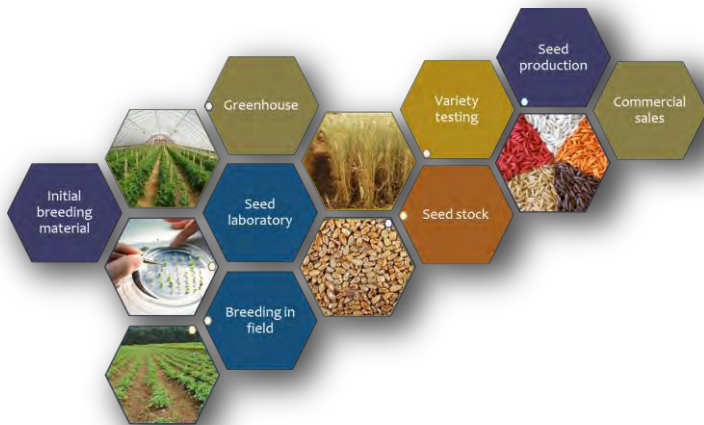 Initial
breeding
material
Greenhouse
Seed
laboratory
Breeding in
field
Variety
testing
Seed stock
Seed
production
Commercial
sales